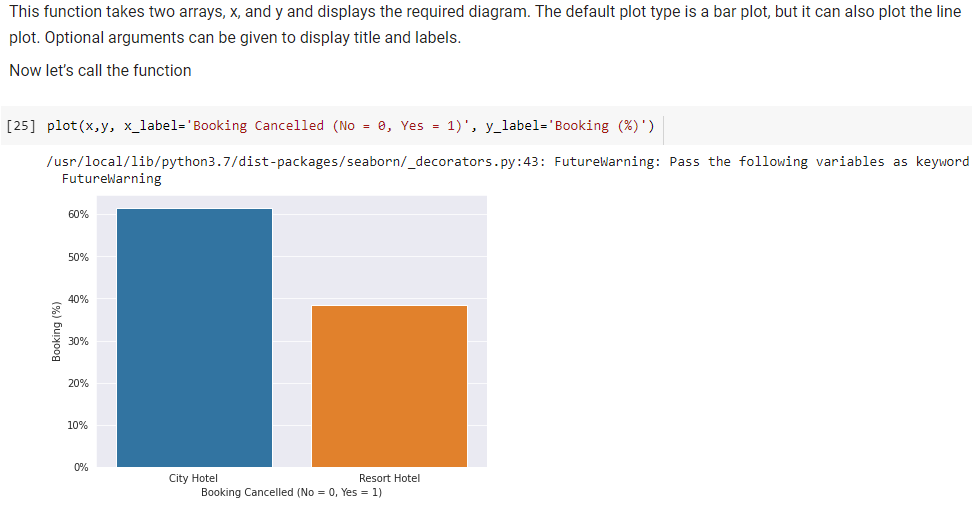 This function takes two arrays, x, and y and displays the required diagram. The default plot type is a bar plot, but it can also plot the line
plot. Optional arguments can be given to display title and labels.
Now let's call the function
[25] plot(x,y, x_label='Booking Cancelled (No = 0, Yes = 1)', y_label='Booking (%)')
/usr/local/lib/python3.7/dist-packages/seaborn/_decorators.py:43: FutureWarning: Pass the following variables as keyword
FutureWarning
60%
50%
40%
30%
20%
10%
0%
Booking (%)
City Hotel Resort Hotel
Booking Cancelled (No = 0, Yes = 1)